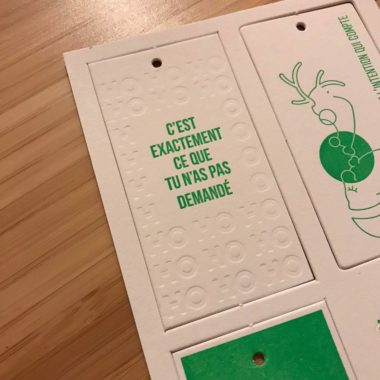 C'EST
EXACTEMENT
CE QUE
TU N'AS PAS
DEMANDÉ
L'INTENTION QUI COMPTE